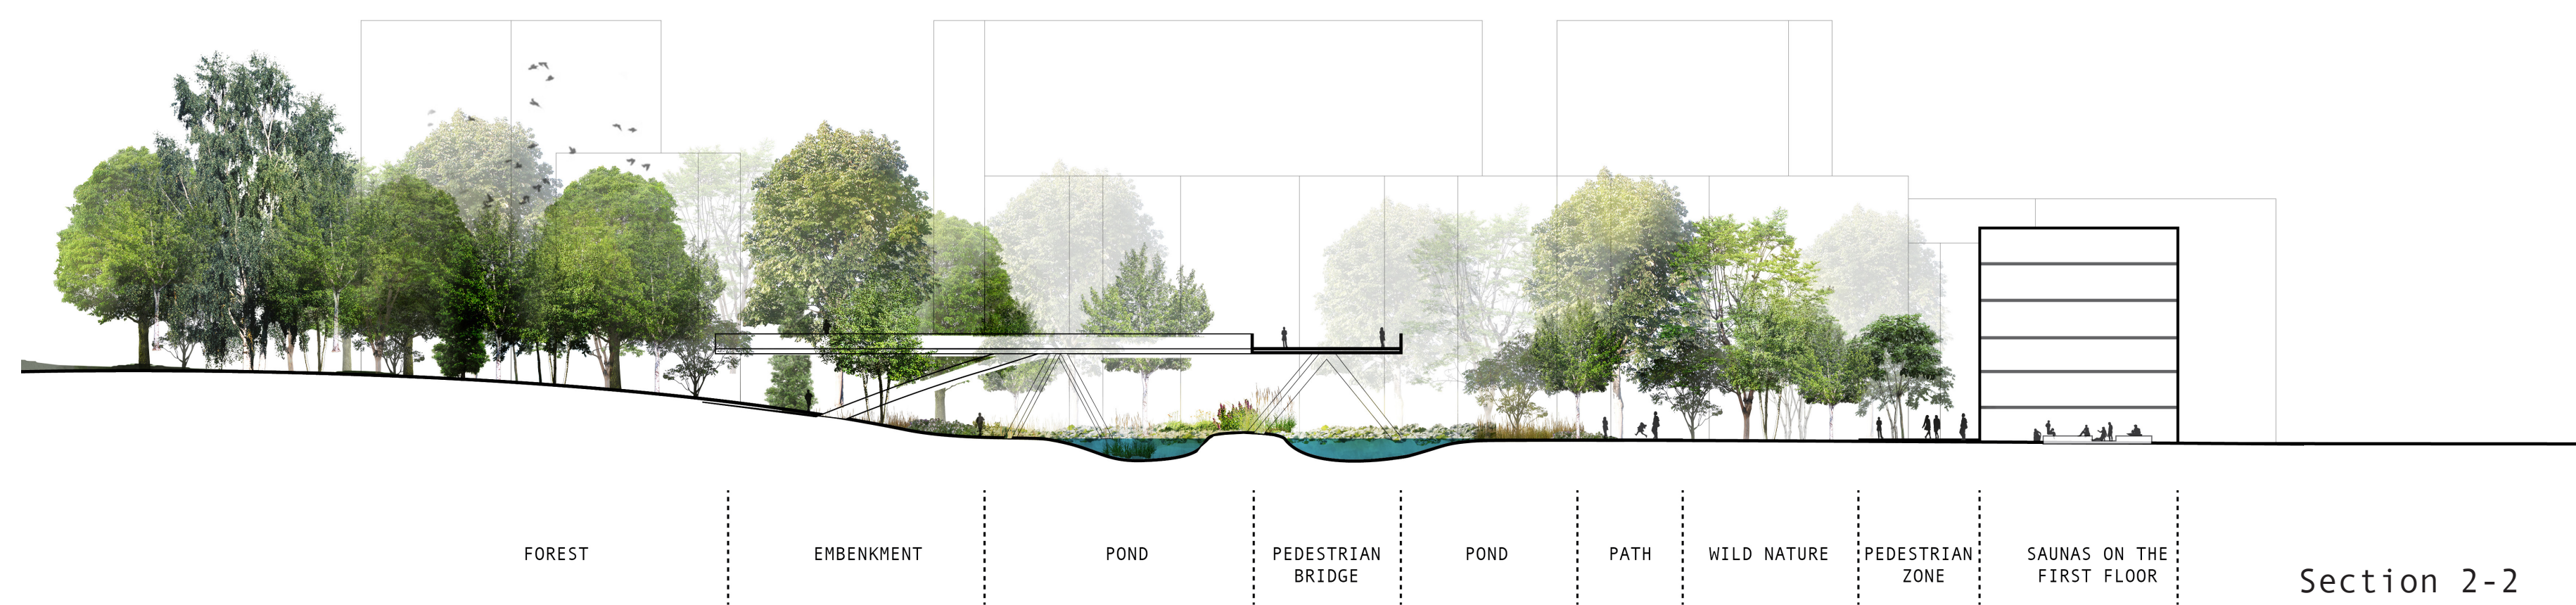 FOREST
EMBENKMENT
POND
PEDESTRIAN
BRIDGE
POND
PATH
WILD NATURE
PEDESTRIAN
ZONE
SAUNAS ON THE
FIRST FLOOR
Section 2-2